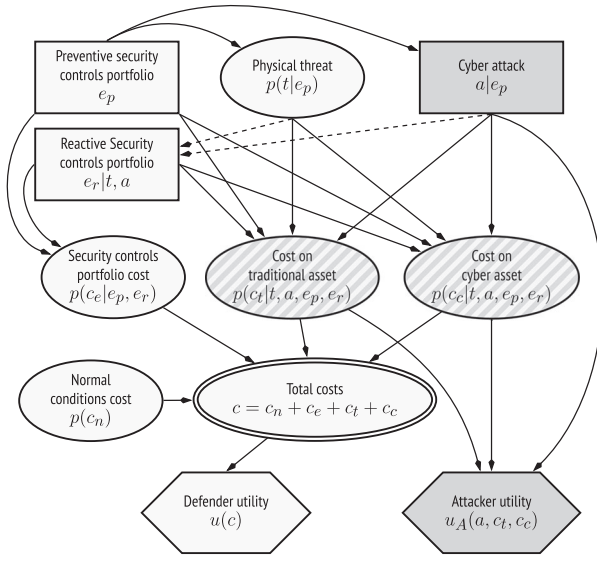 Preventive security
controls portfolio
e_p
Physical threat
p(t|e_p)
Cyber attack
a|e_p
Reactive Security
controls portfolio
e_r|t, a
Security controls
portfolio cost
p(c_e|e_p, e_r)
Cost on
traditional asset
p(c_t|t, a, e_p, e_r)
Cost on
cyber asset
p(c_c|t, a, e_p, e_r)
Normal
conditions cost
p(c_n)
Total costs
c = c_n + c_e + c_t + c_c
Defender utility
u(c)
Attacker utility
u_A(a, c_t, c_c)